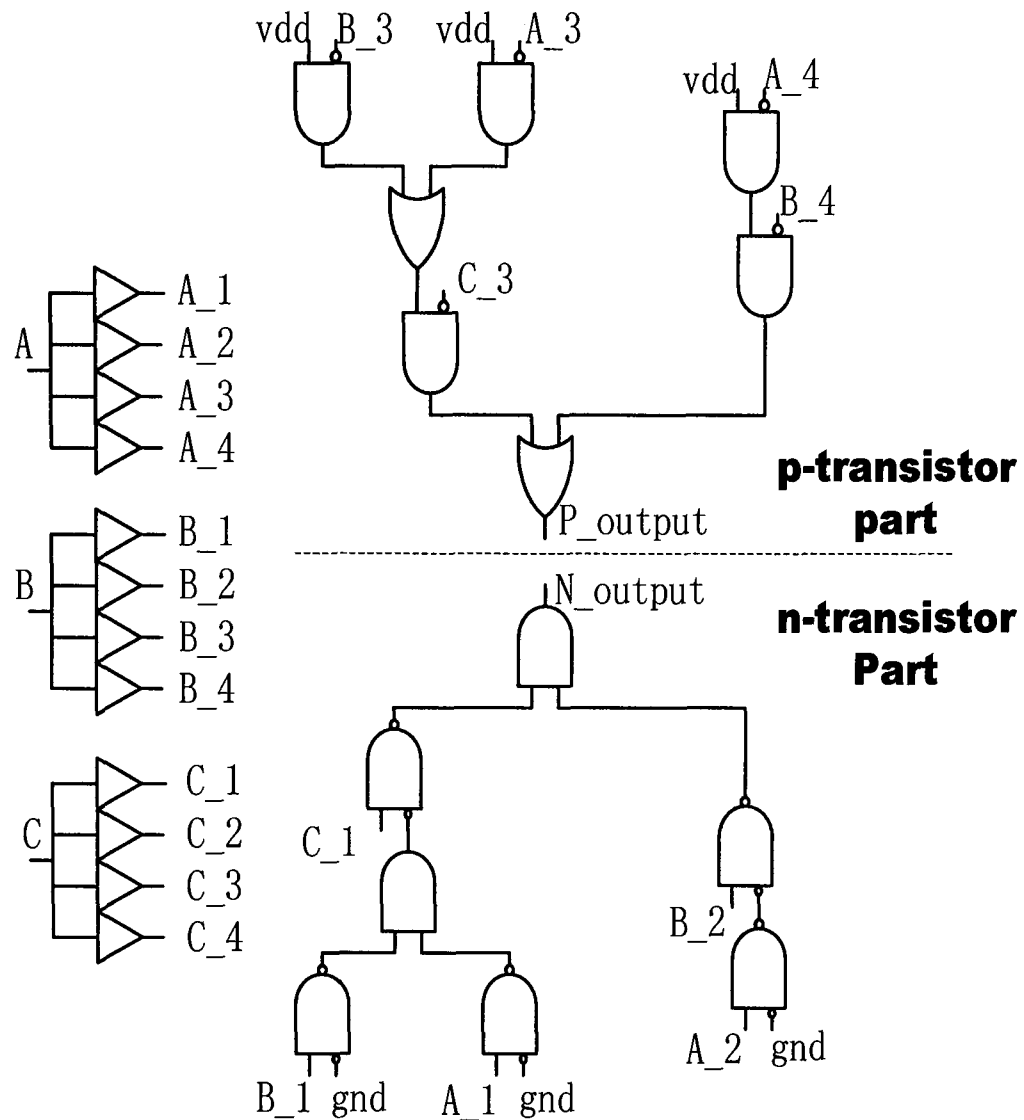 vdd B_3 vdd A_3
vdd A_4
B_4
C_3
A
A_1
A_2
A_3
A_4
P_output
p-transistor
part
B
B_1
B_2
B_3
B_4
N_output
n-transistor
Part
C
C_1
C_2
C_3
C_4
C_1
B_2
A_2 gnd
B_1 gnd A_1 gnd